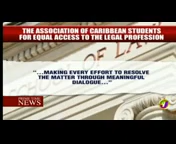 THE ASSOCIATION OF CARIBBEAN STUDENTS
FOR EQUAL ACCESS TO THE LEGAL PROFESSION
"...MAKING EVERY EFFORT TO RESOLVE
THE MATTER THROUGH MEANINGFUL
DIALOGUE..."
NEWS